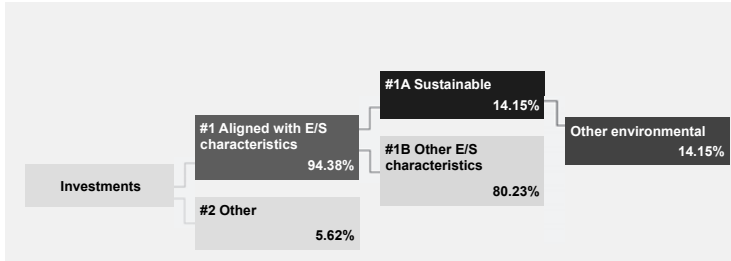 Investments
#1 Aligned with E/S
characteristics
94.38%
#2 Other
5.62%
#1A Sustainable
14.15%
#1B Other E/S
characteristics
80.23%
Other environmental
14.15%